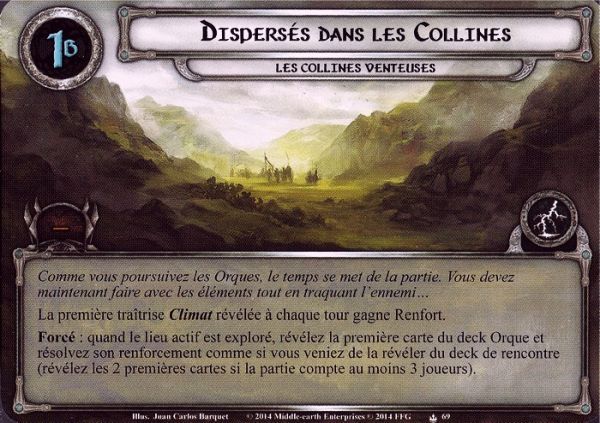 1B
DISPERSÉS DANS LES COLLINES
LES COLLINES VENTEUSES
–
Comme vous poursuivez les Orques, le temps se met de la partie. Vous devez
maintenant faire avec les éléments tout en traquant l'ennemi…
La première traîtrise Climat révélée à chaque tour gagne Renfort.
Forcé : quand le lieu actif est exploré, révélez la première carte du deck Orque et
résolvez son renforcement comme si vous veniez de la révéler du deck de rencontre
(révélez les 2 premières cartes si la partie compte au moins 3 joueurs).
Illus. Juan Carlos Barquet © 2014 Middle-earth Enterprises © 2014 FFG 69